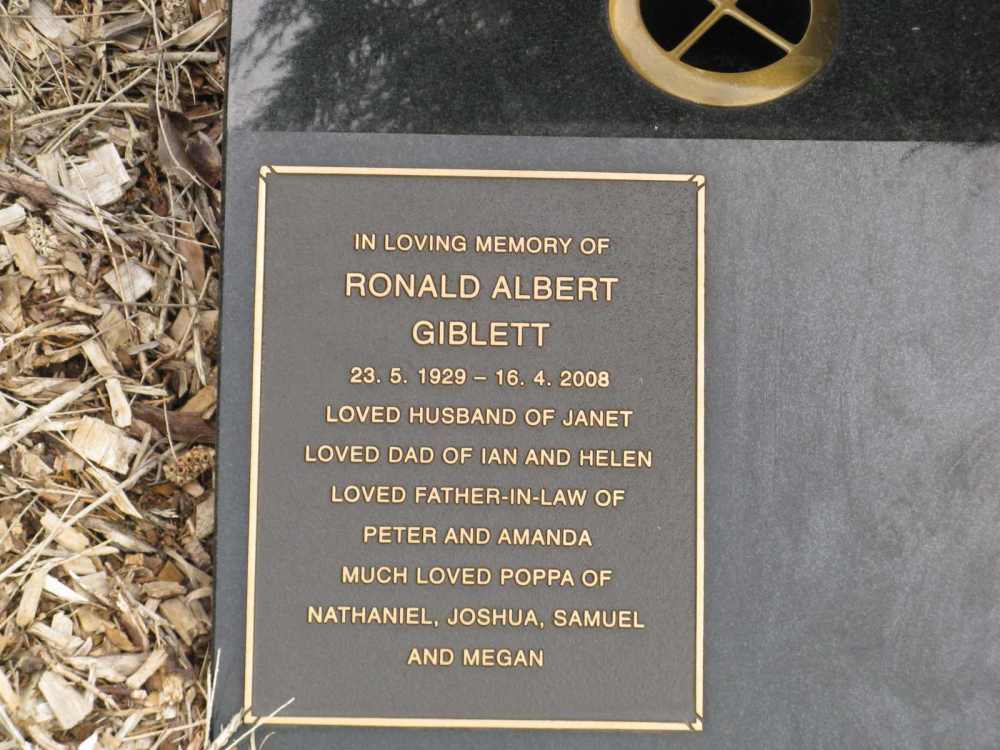 IN LOVING MEMORY OF
RONALD ALBERT
GIBLETT
23. 5. 1929 – 16. 4. 2008
LOVED HUSBAND OF JANET
LOVED DAD OF IAN AND HELEN
LOVED FATHER-IN-LAW OF
PETER AND AMANDA
MUCH LOVED POPPA OF
NATHANIEL, JOSHUA, SAMUEL
AND MEGAN